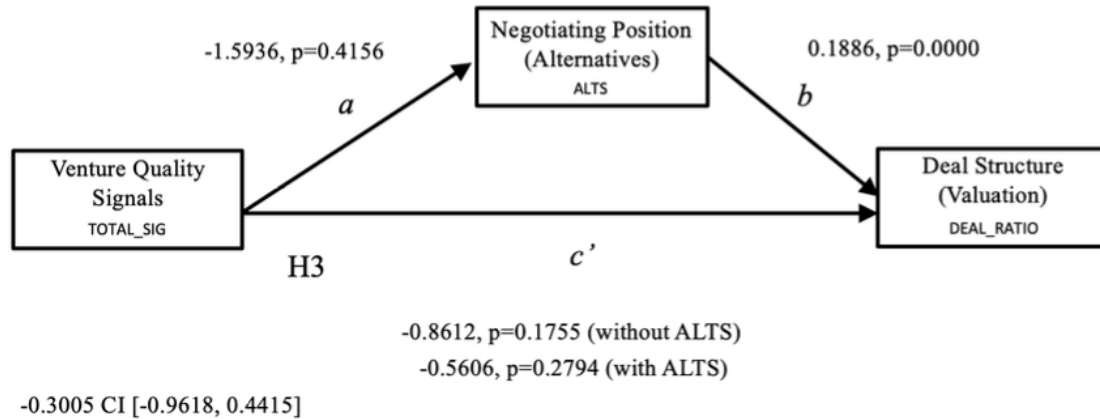 Negotiating Position
(Alternatives)
ALTS
-1.5936, p=0.4156
0.1886, p=0.0000
a
b
Venture Quality
Signals
TOTAL_SIG
Deal Structure
(Valuation)
DEAL_RATIO
H3
c’
-0.8612, p=0.1755 (without ALTS)
-0.5606, p=0.2794 (with ALTS)
-0.3005 CI [-0.9618, 0.4415]